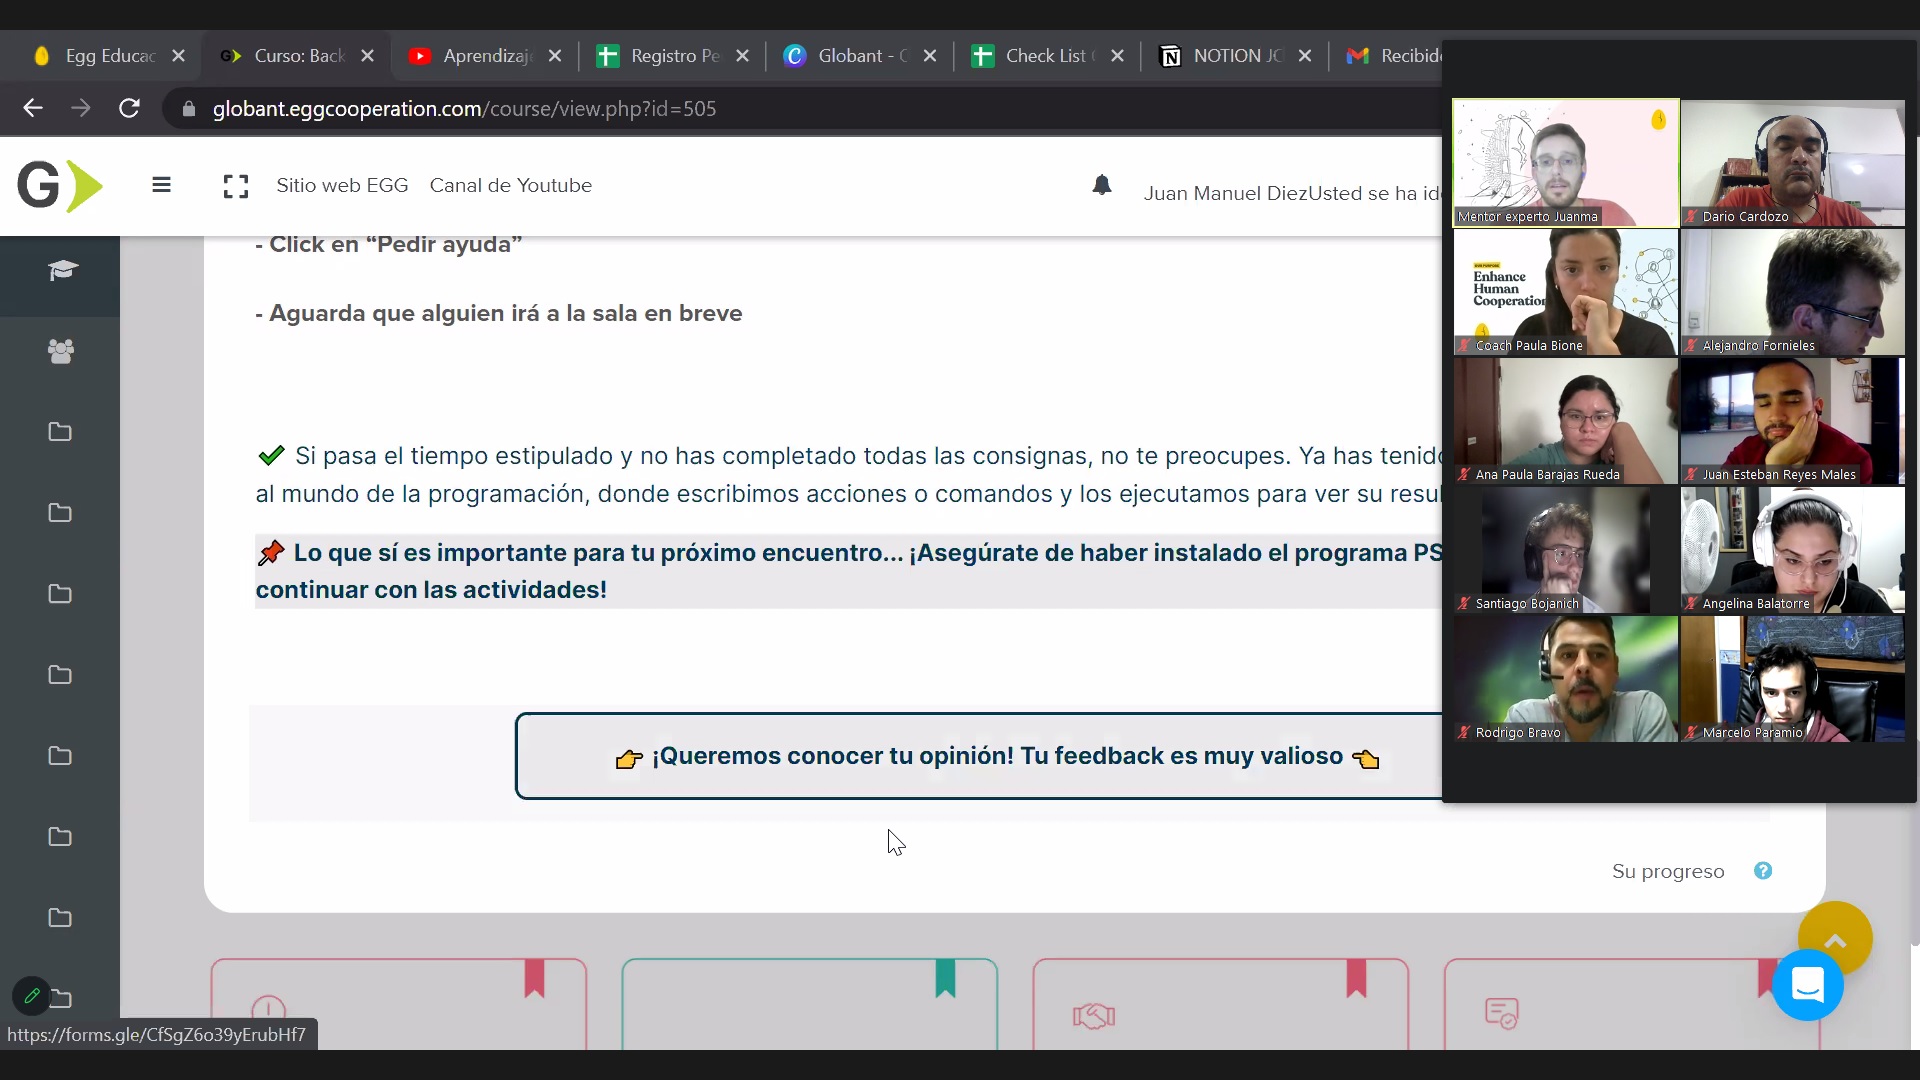 Egg Educac
Curso: Back
Aprendizaje
Registro Pe
Globant - C
Check List
NOTION JO
Recibido
globant.eggcooperation.com/course/view.php?id=505
G
Sitio web EGG
Canal de Youtube
Juan Manuel DiezUsted se ha ide
- Click en “Pedir ayuda”
- Aguarda que alguien irá a la sala en breve
Si pasa el tiempo estipulado y no has completado todas las consignas, no te preocupes. Ya has tenido
al mundo de la programación, donde escribimos acciones o comandos y los ejecutamos para ver su resul
Lo que sí es importante para tu próximo encuentro... ¡Asegúrate de haber instalado el programa PS
continuar con las actividades!
👉 ¡Queremos conocer tu opinión! Tu feedback es muy valioso 👈
Su progreso
?
https://forms.gle/CfSgZ6o39yErubHf7
Mentor experto Juanma
Dario Cardozo
Enhance
Human
Cooperation
Coach Paula Bione
Alejandro Fornieles
Ana Paula Barajas Rueda
Juan Esteban Reyes Males
Santiago Bojanich
Angelina Balatorre
Rodrigo Bravo
Marcelo Paramio